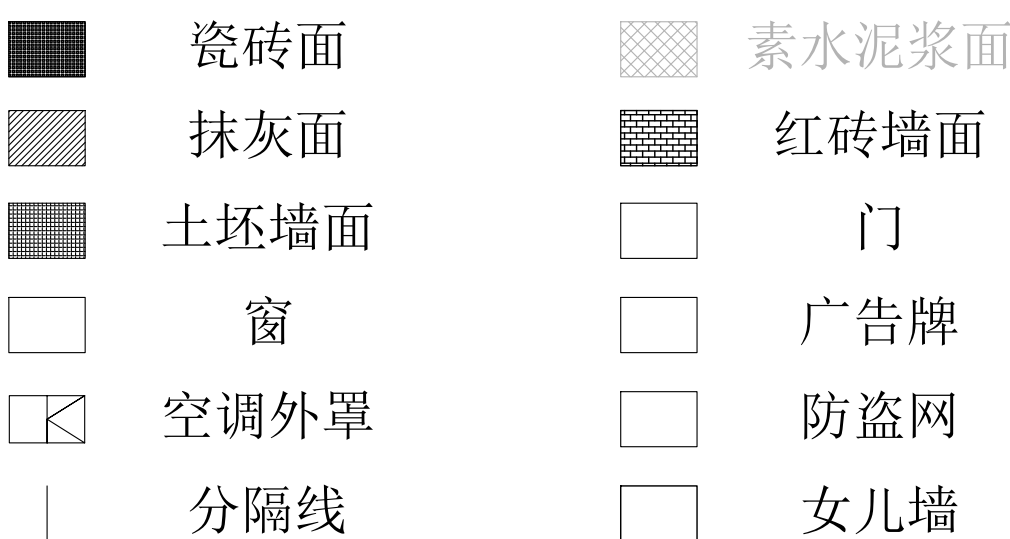 瓷砖面 素水泥浆面
抹灰面 红砖墙面
土坯墙面 门
窗 广告牌
空调外罩 防盗网
分隔线 女儿墙